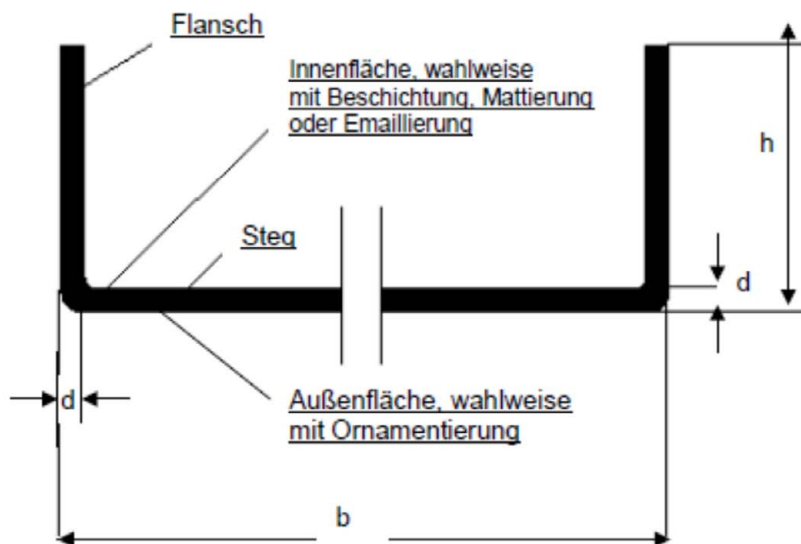 Flansch
Innenfläche, wahlweise
mit Beschichtung, Mattierung
oder Emaillierung
h
Steg
d
d
Außenfläche, wahlweise
mit Ornamentierung
b